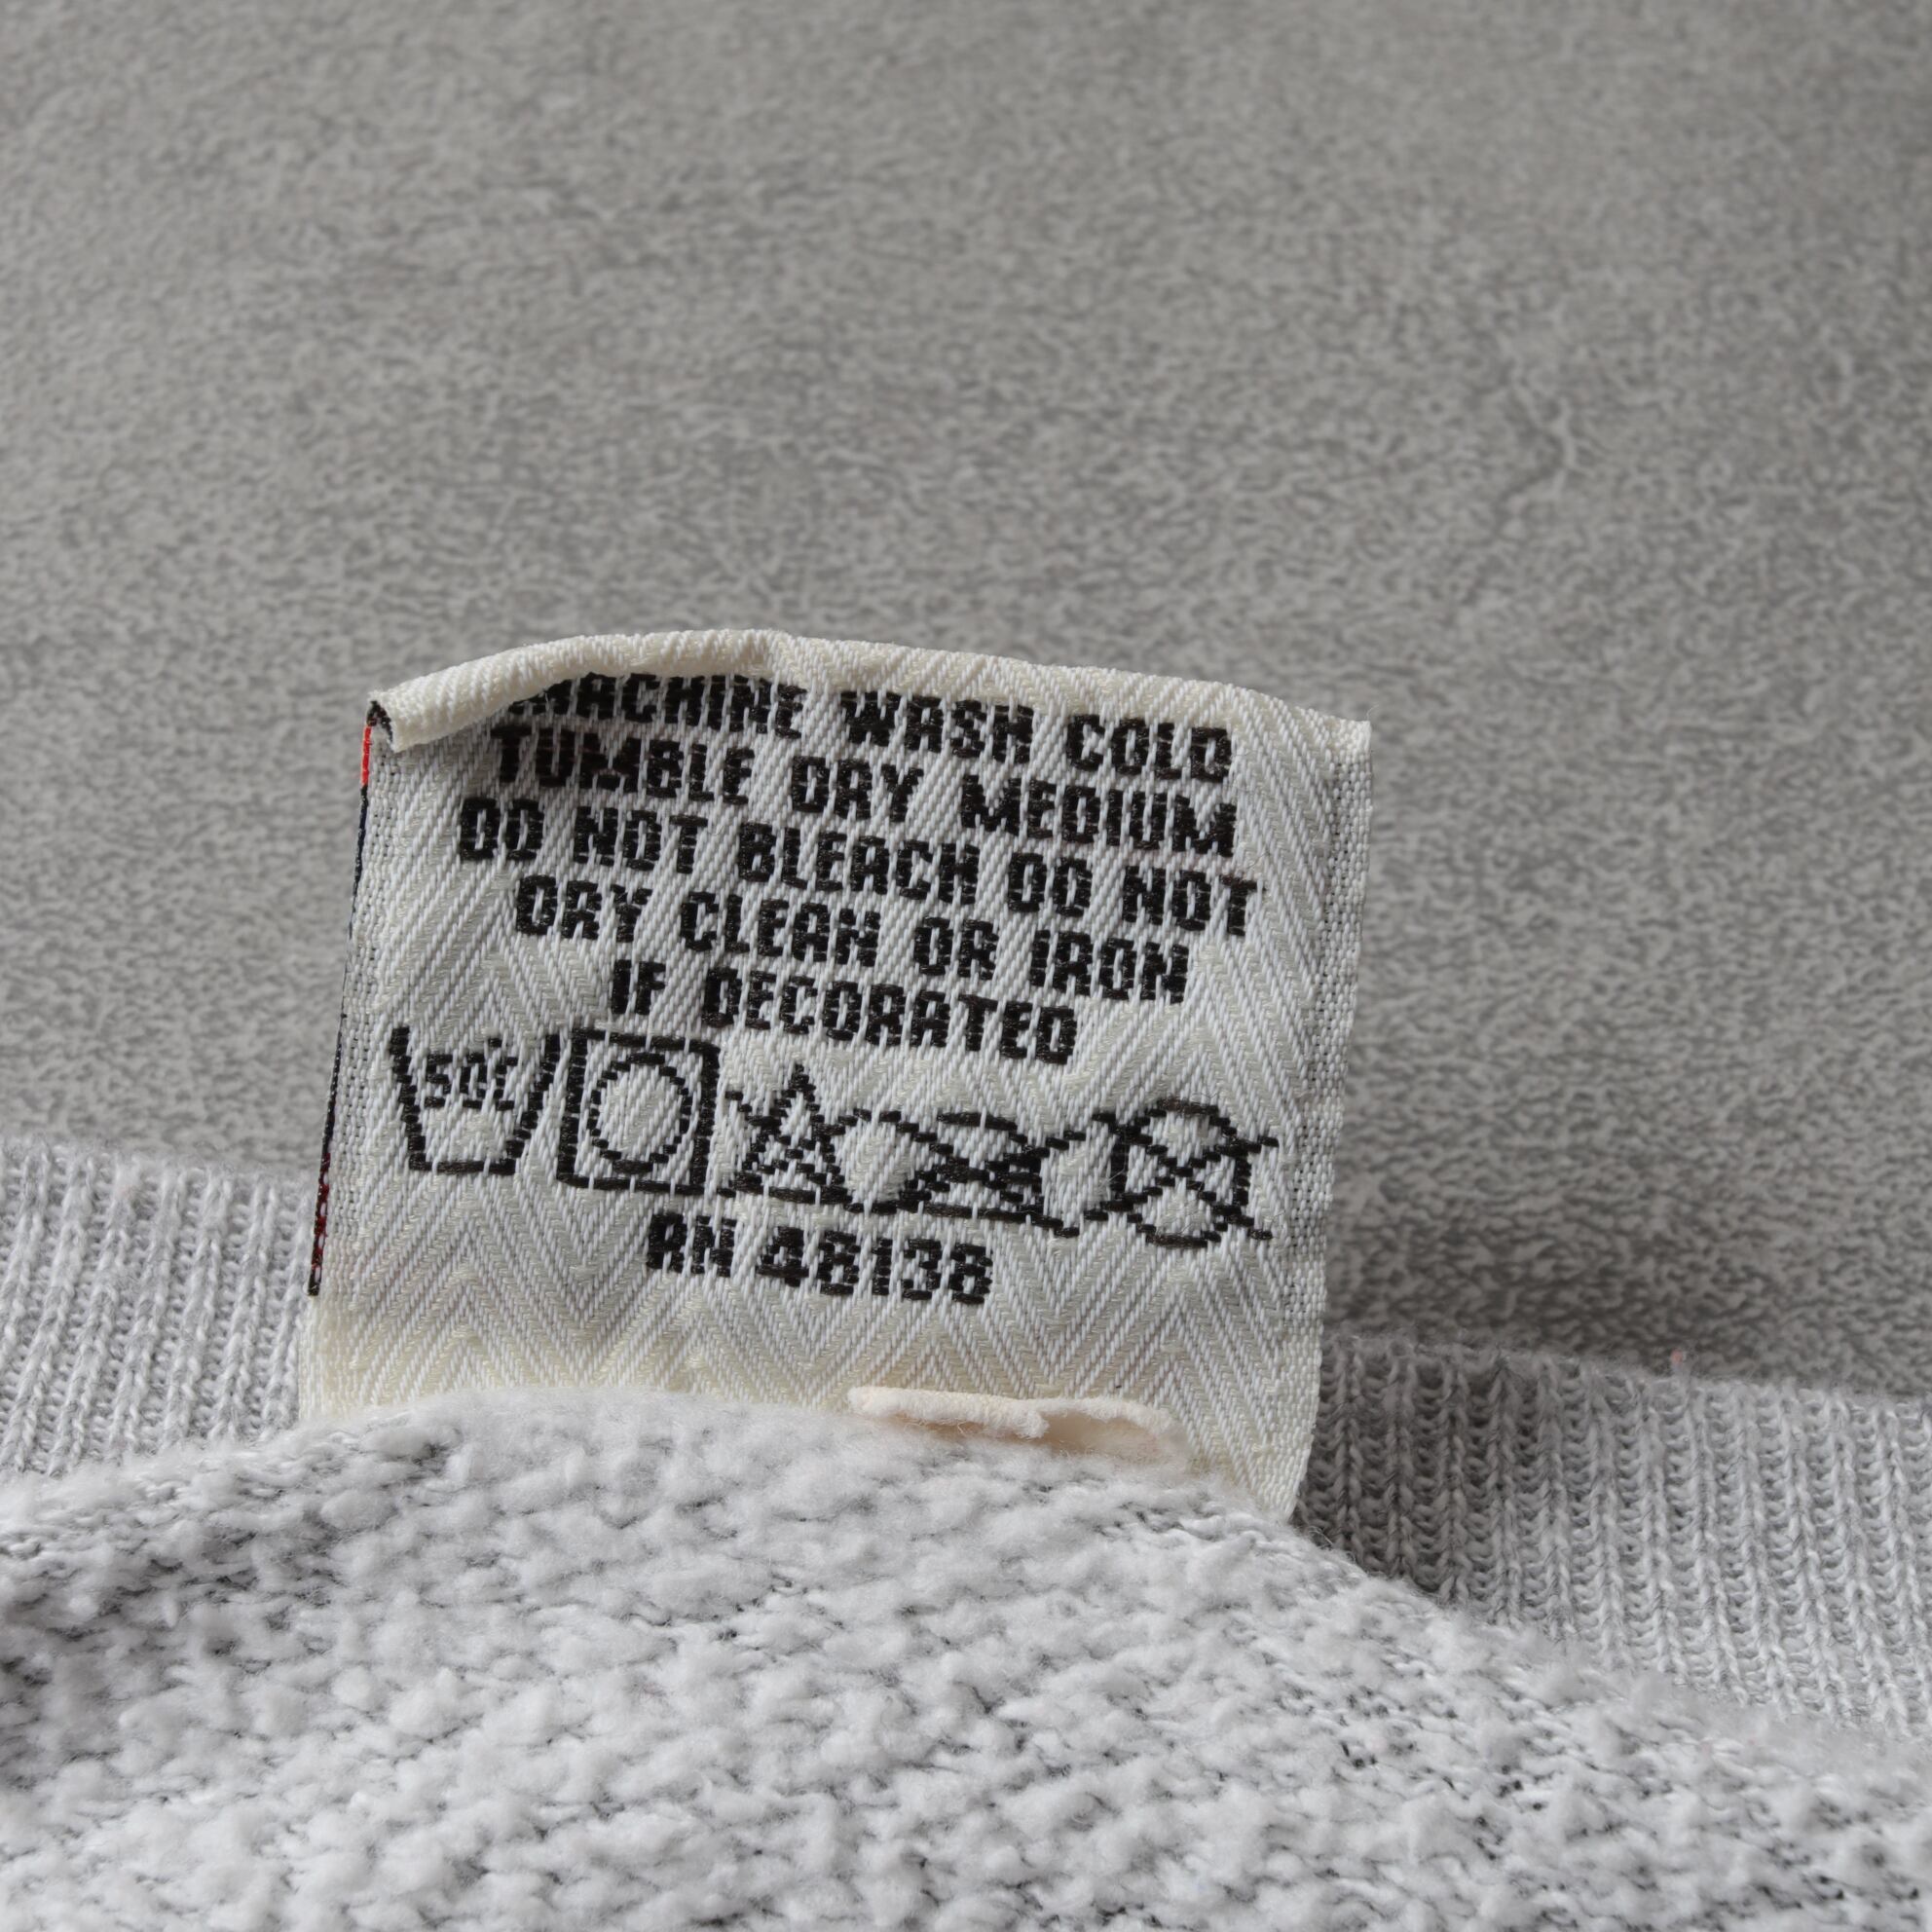 MACHINE WASH COLD
TUMBLE DRY MEDIUM
DO NOT BLEACH DO NOT
DRY CLEAN OR IRON
IF DECORATED
50°C
RN 48138